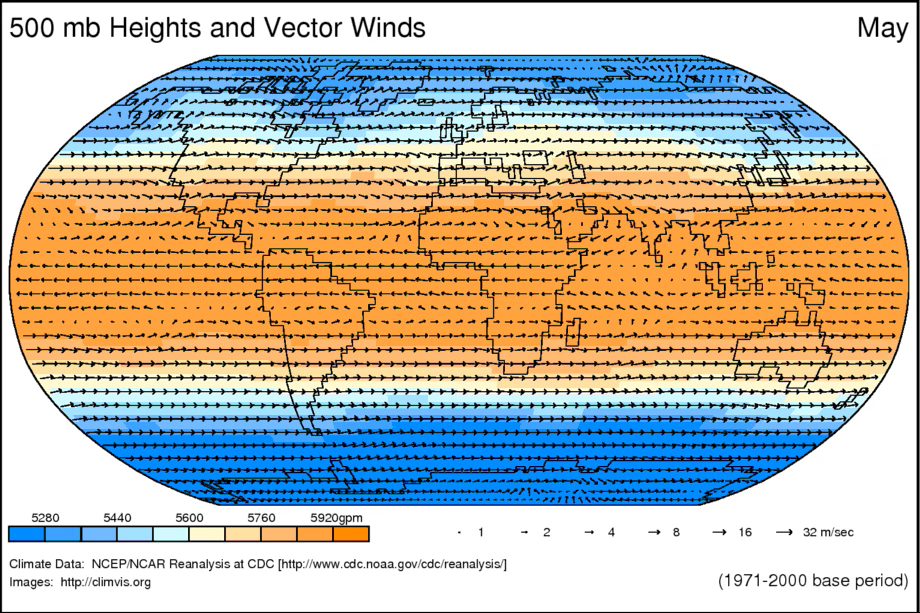 500 mb Heights and Vector Winds May
5280 5440 5600 5760 5920gpm
1 2 4 8 16 32 m/sec
Climate Data: NCEP/NCAR Reanalysis at CDC [http://www.cdc.noaa.gov/cdc/reanalysis/]
Images: http://climvis.org (1971-2000 base period)